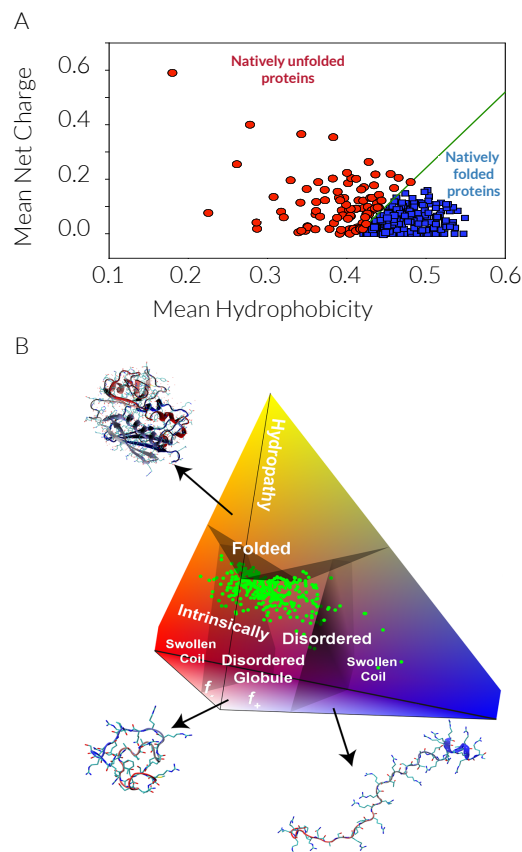 A
Natively unfolded
proteins
Natively
folded
proteins
Mean Net Charge
0.6
0.4
0.2
0.0
0.1
0.2
0.3
0.4
0.5
0.6
Mean Hydrophobicity
B
Hydropathy
Folded
Intrinsically
Disordered
Swollen
Coil
Disordered
Globule
Swollen
Coil
f-
f+